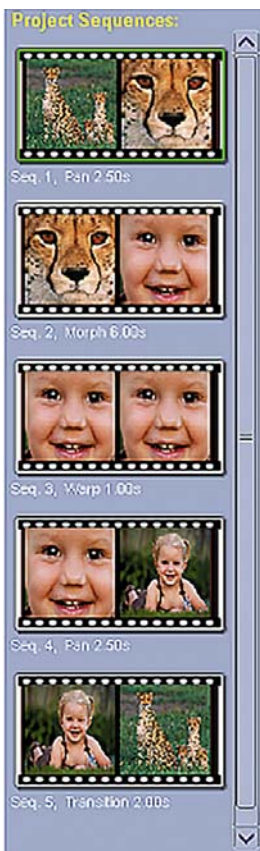 Project Sequences:
Seq. 1, Pan 2.50s
Seq. 2, Morph 6.00s
Seq. 3, Warp 1.00s
Seq. 4, Pan 2.50s
Seq. 5, Transition 2.00s